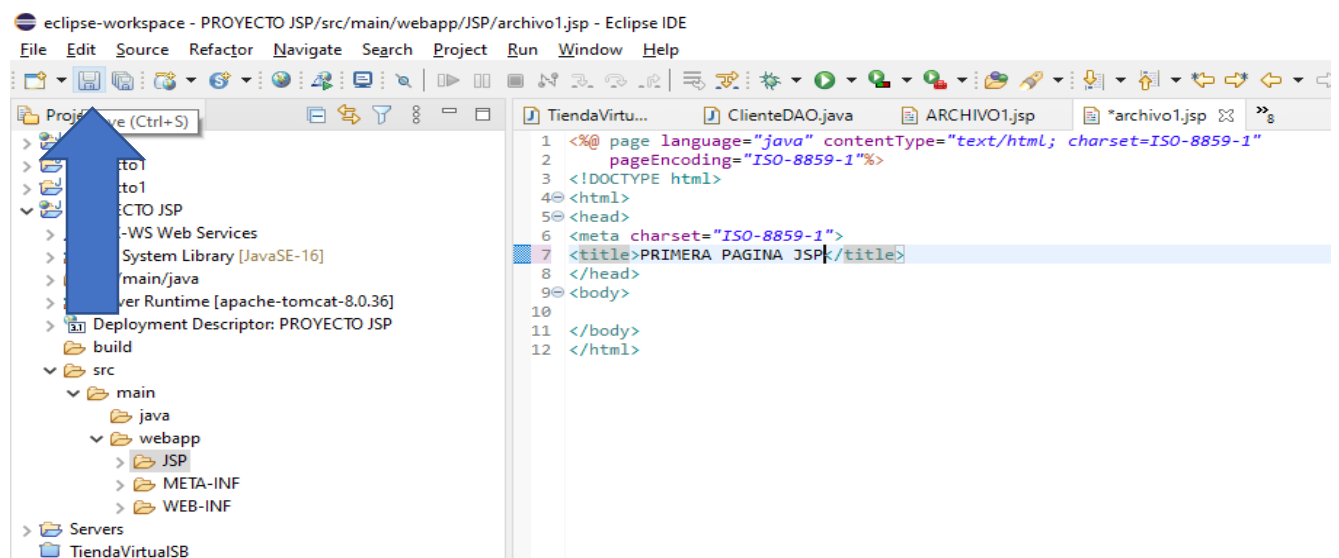 eclipse-workspace - PROYECTO JSP/src/main/webapp/JSP/archivo1.jsp - Eclipse IDE
File Edit Source Refactor Navigate Search Project Run Window Help
Proje
ve (Ctrl+S)
cto1
cto1
ECTO JSP
-WS Web Services
System Library [JavaSE-16]
/main/java
ver Runtime [apache-tomcat-8.0.36]
3.1 Deployment Descriptor: PROYECTO JSP
build
src
main
java
webapp
JSP
META-INF
WEB-INF
Servers
TiendaVirtualSB
TiendaVirtu... ClienteDAO.java ARCHIVO1.jsp *archivo1.jsp »8
1 <%@ page language="java" contentType="text/html; charset=ISO-8859-1"
2 pageEncoding="ISO-8859-1"%>
3 <!DOCTYPE html>
4 <html>
5 <head>
6 <meta charset="ISO-8859-1">
7 <title>PRIMERA PAGINA JSP</title>
8 </head>
9 <body>
10
11 </body>
12 </html>